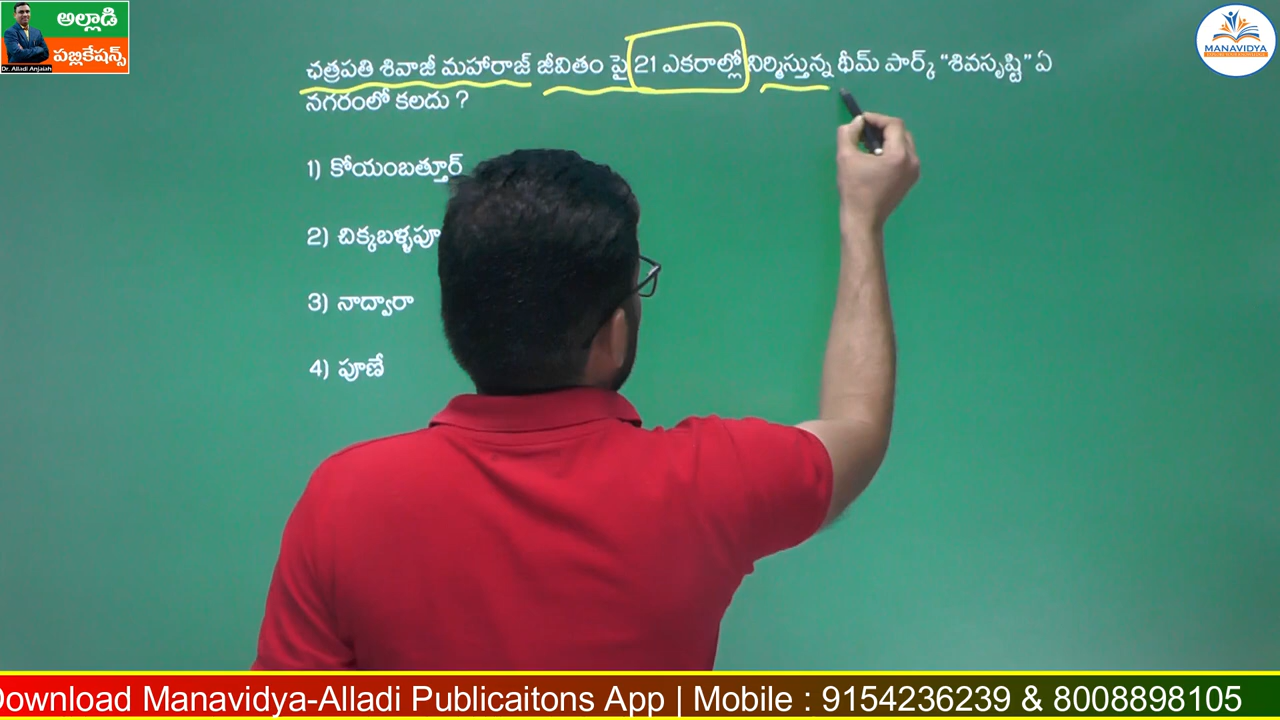 అల్లాడి
పబ్లికేషన్స్
Dr. Alladi Anjaiah
MANAVIDYA
ఛత్రపతి శివాజీ మహారాజ్ జీవితం పై 21 ఎకరాల్లో నిర్మిస్తున్న థీమ్ పార్క్ “శివసృష్టి” ఏ
నగరంలో కలదు ?
1) కోయంబత్తూర్
2) చిక్కబళ్ళపూ
3) నాద్వారా
4) పూణే
Download Manavidya-Alladi Publicaitons App | Mobile : 9154236239 & 8008898105